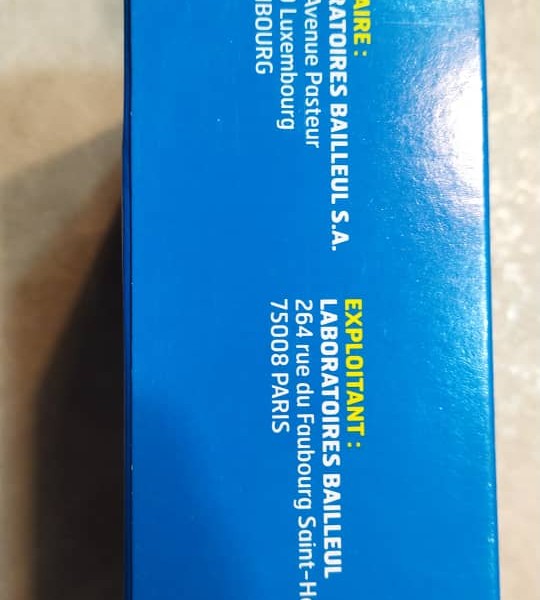 AIRE :
RATOIRES BAILLEUL S.A.
Avenue Pasteur
Luxembourg
BOURG
EXPLOITANT :
LABORATOIRES BAILLEUL
264 rue du Faubourg Saint-H
75008 PARIS